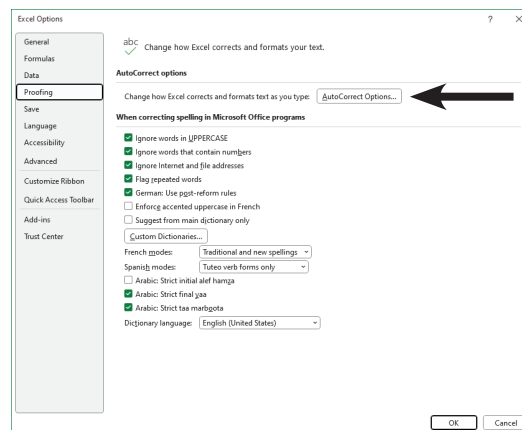 Excel Options
?
×
General
Formulas
Data
Proofing
Save
Language
Accessibility
Advanced
Customize Ribbon
Quick Access Toolbar
Add-ins
Trust Center
abc
Change how Excel corrects and formats your text.
AutoCorrect options
Change how Excel corrects and formats text as you type: AutoCorrect Options...
When correcting spelling in Microsoft Office programs
Ignore words in UPPERCASE
Ignore words that contain numbers
Ignore Internet and file addresses
Flag repeated words
German: Use post-reform rules
Enforce accented uppercase in French
Suggest from main dictionary only
Custom Dictionaries...
French modes: Traditional and new spellings
Spanish modes: Tuteo verb forms only
Arabic: Strict initial alef hamza
Arabic: Strict final yaa
Arabic: Strict taa marboota
Dictionary language: English (United States)
OK
Cancel